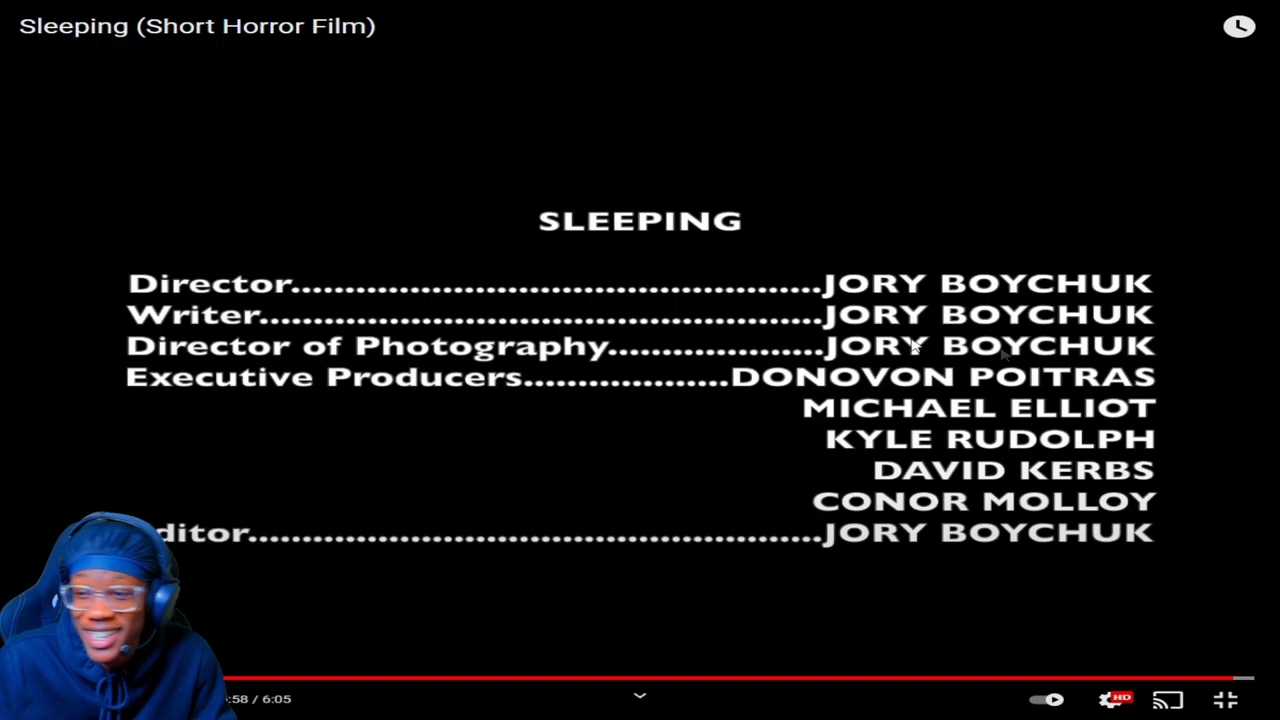 Sleeping (Short Horror Film)
SLEEPING
Director.................................................JORY BOYCHUK
Writer....................................................JORY BOYCHUK
Director of Photography....................JORY BOYCHUK
Executive Producers...................DONOVON POITRAS
MICHAEL ELLIOT
KYLE RUDOLPH
DAVID KERBS
CONOR MOLLOY
ditor.....................................................JORY BOYCHUK
:58 / 6:05
HD